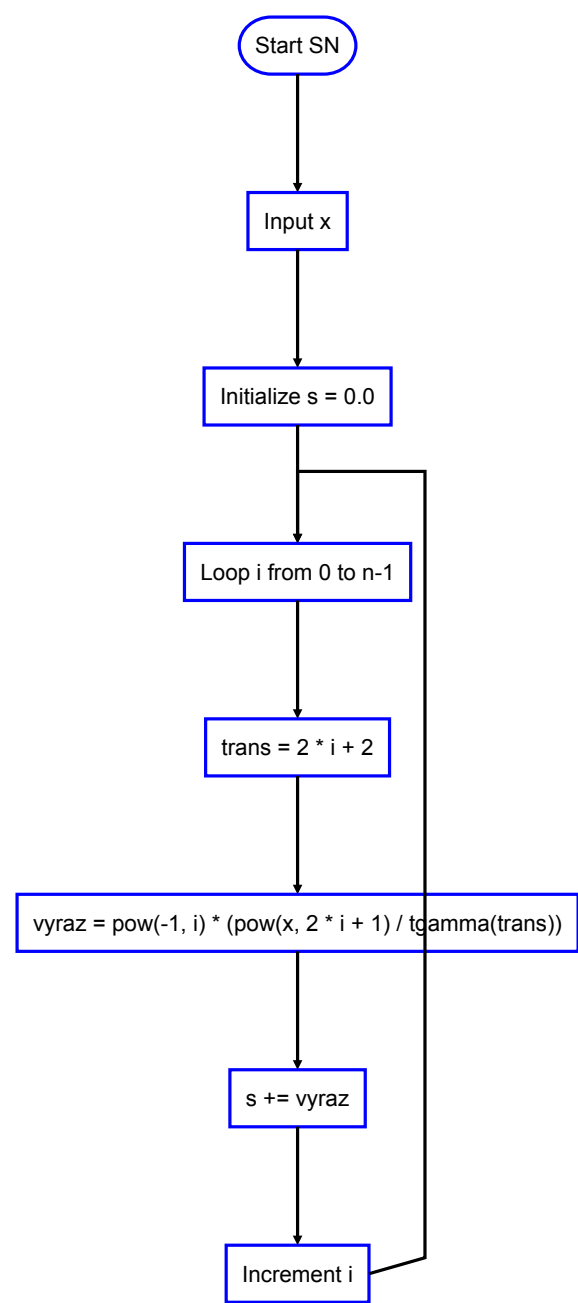 Start SN
Input x
Initialize s = 0.0
Loop i from 0 to n-1
trans = 2 * i + 2
vyraz = pow(-1, i) * (pow(x, 2 * i + 1) / tgamma(trans))
s += vyraz
Increment i